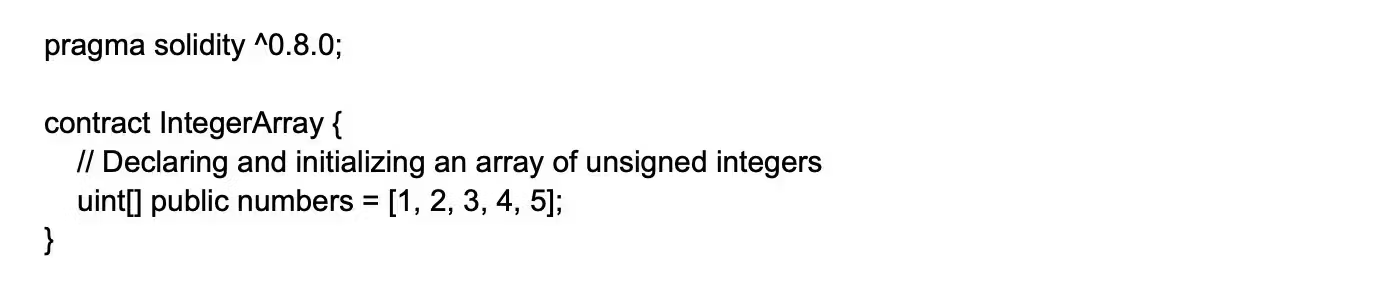 pragma solidity ^0.8.0;
contract IntegerArray {
// Declaring and initializing an array of unsigned integers
uint[] public numbers = [1, 2, 3, 4, 5];
}